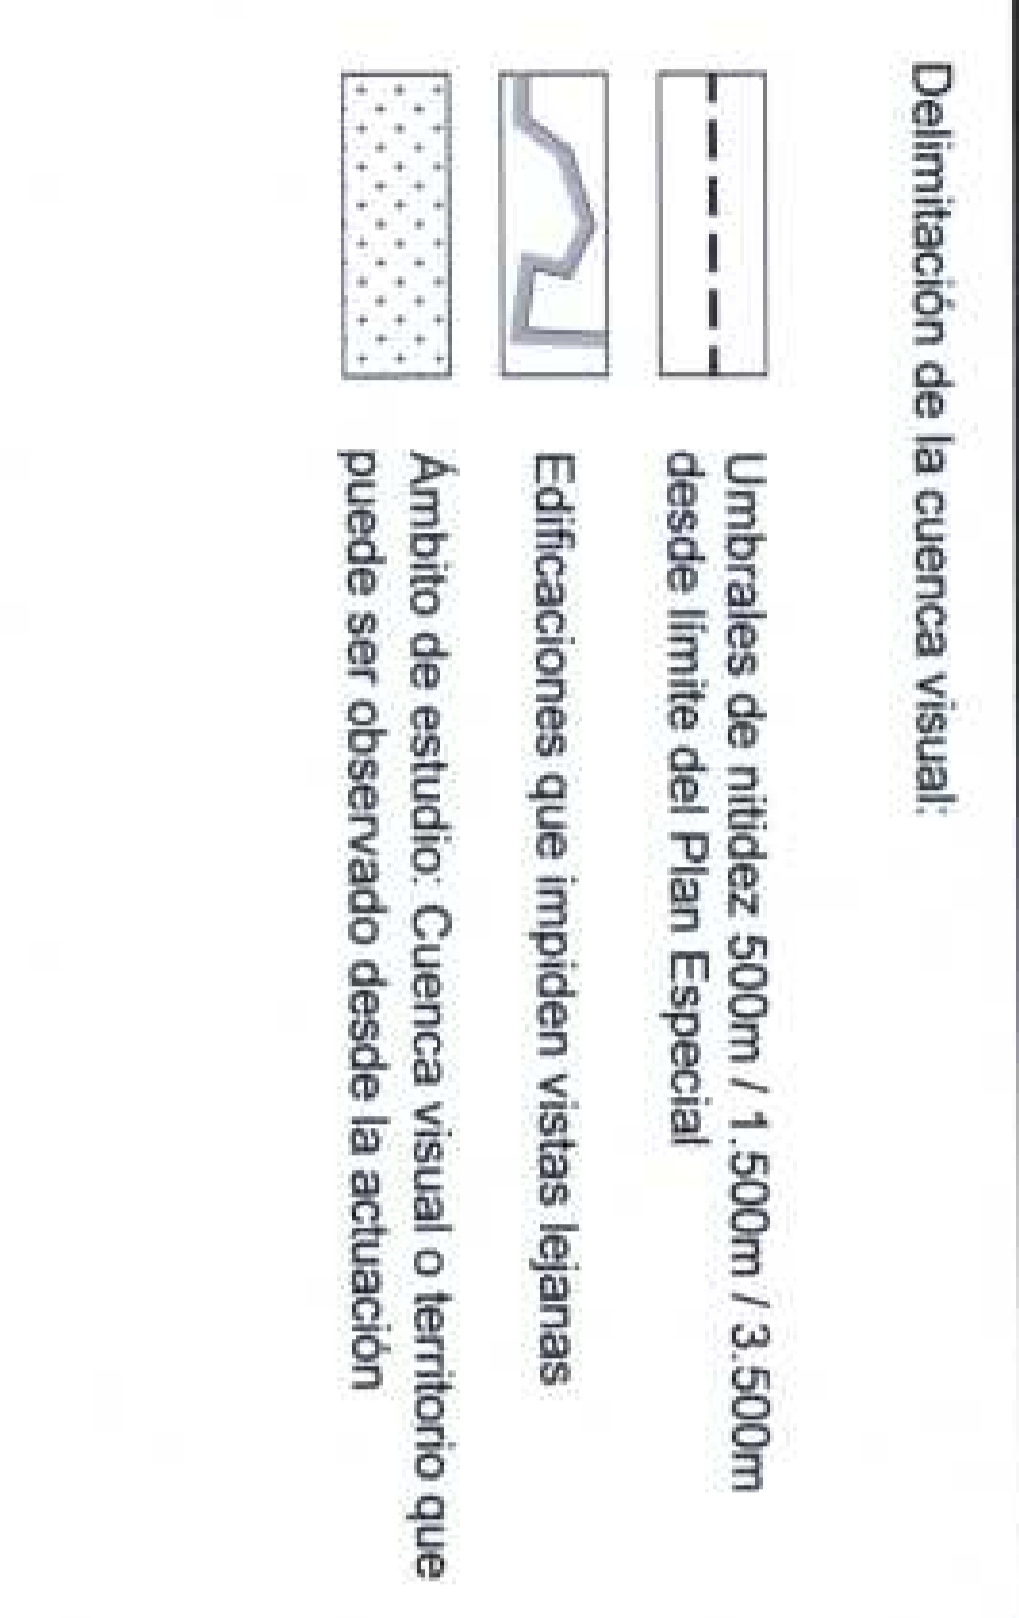 Delimitación de la cuenca visual:
Umbrales de nitidez 500m / 1.500m / 3.500m
desde límite del Plan Especial
Edificaciones que impiden vistas lejanas
Ámbito de estudio: Cuenca visual o territorio que
puede ser observado desde la actuación